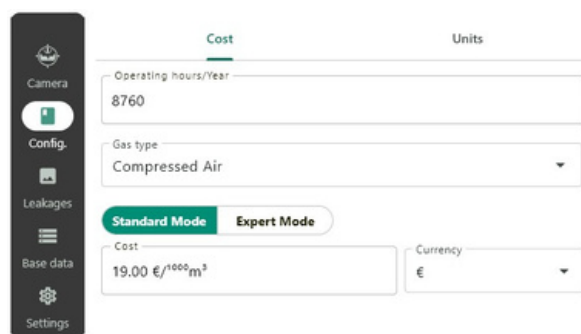 Cost
Units
Camera
Config.
Leakages
Base data
Settings
Operating hours/Year
8760
Gas type
Compressed Air
Standard Mode
Expert Mode
Cost
19.00 €/¹⁰⁰⁰m³
Currency
€